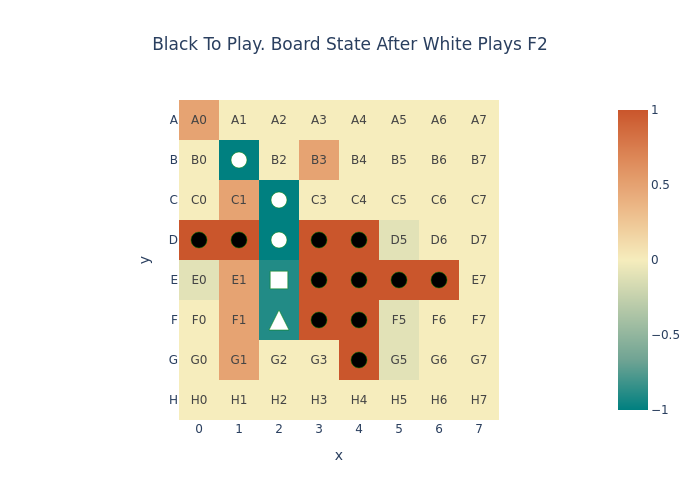 Black To Play. Board State After White Plays F2
A A0 A1 A2 A3 A4 A5 A6 A7
B B0 B2 B3 B4 B5 B6 B7
C C0 C1 C3 C4 C5 C6 C7
D D5 D6 D7
E E0 E1 E7
F F0 F1 F5 F6 F7
G G0 G1 G2 G3 G5 G6 G7
H H0 H1 H2 H3 H4 H5 H6 H7
0 1 2 3 4 5 6 7
x
y
1
0.5
0
−0.5
−1